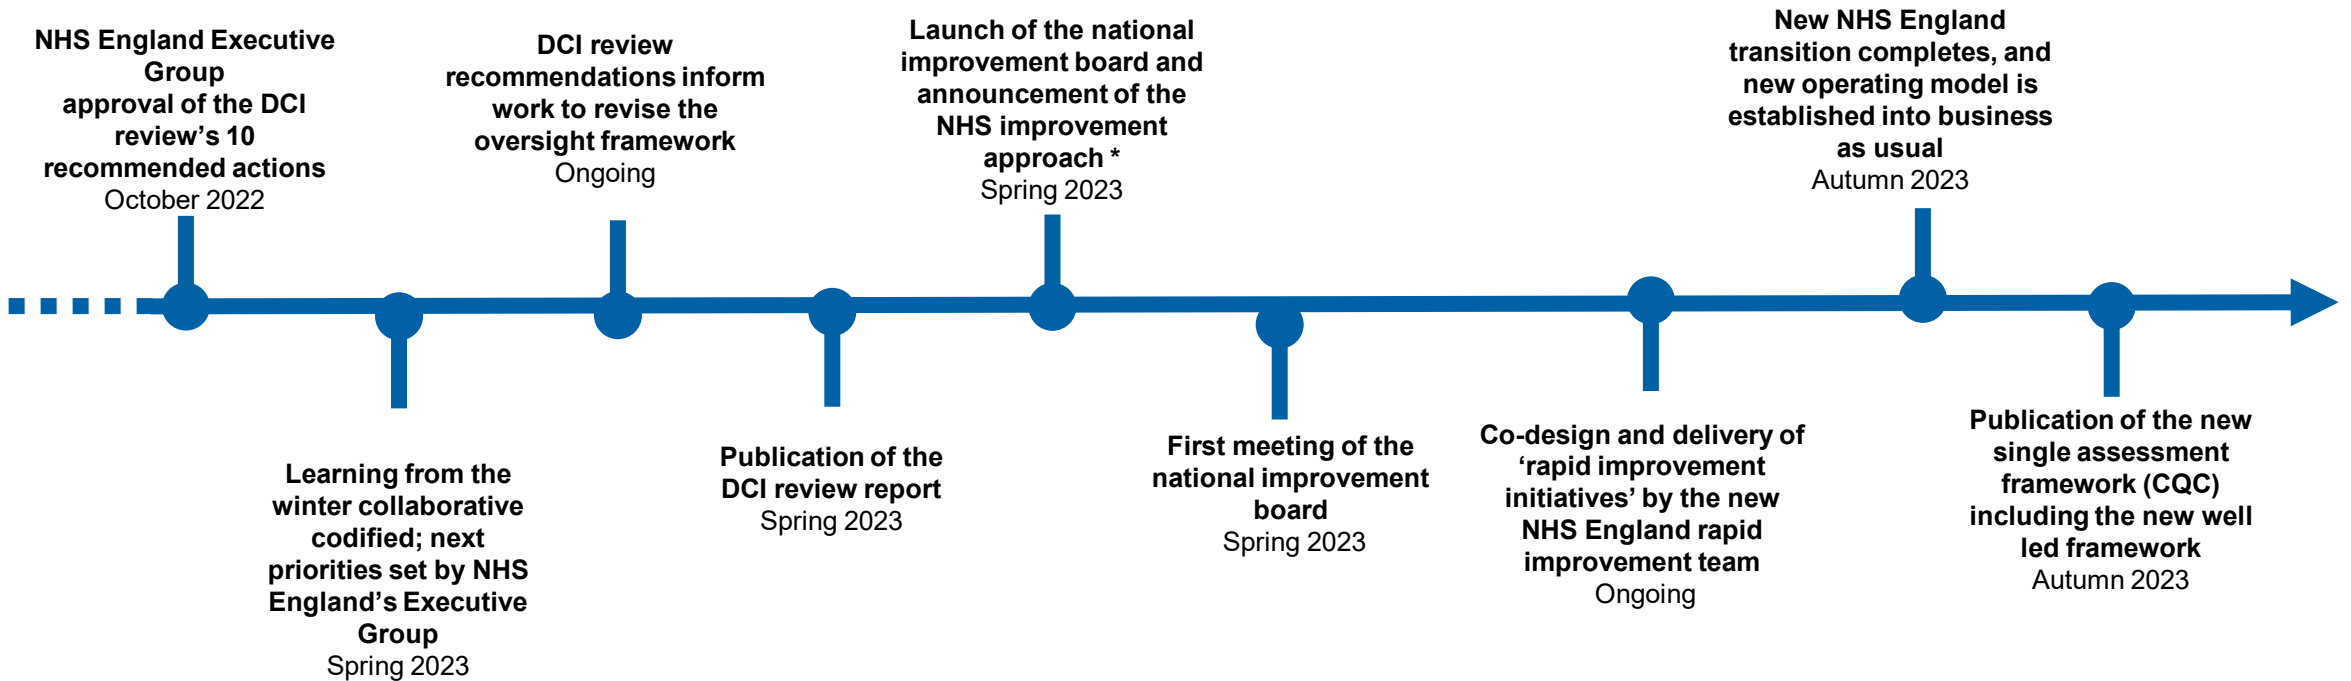 NHS England Executive
Group
approval of the DCI
review’s 10
recommended actions
October 2022
Learning from the
winter collaborative
codified; next
priorities set by NHS
England’s Executive
Group
Spring 2023
DCI review
recommendations inform
work to revise the
oversight framework
Ongoing
Publication of the
DCI review report
Spring 2023
Launch of the national
improvement board and
announcement of the
NHS improvement
approach *
Spring 2023
First meeting of the
national improvement
board
Spring 2023
Co-design and delivery of
‘rapid improvement
initiatives’ by the new
NHS England rapid
improvement team
Ongoing
New NHS England
transition completes, and
new operating model is
established into business
as usual
Autumn 2023
Publication of the new
single assessment
framework (CQC)
including the new well
led framework
Autumn 2023